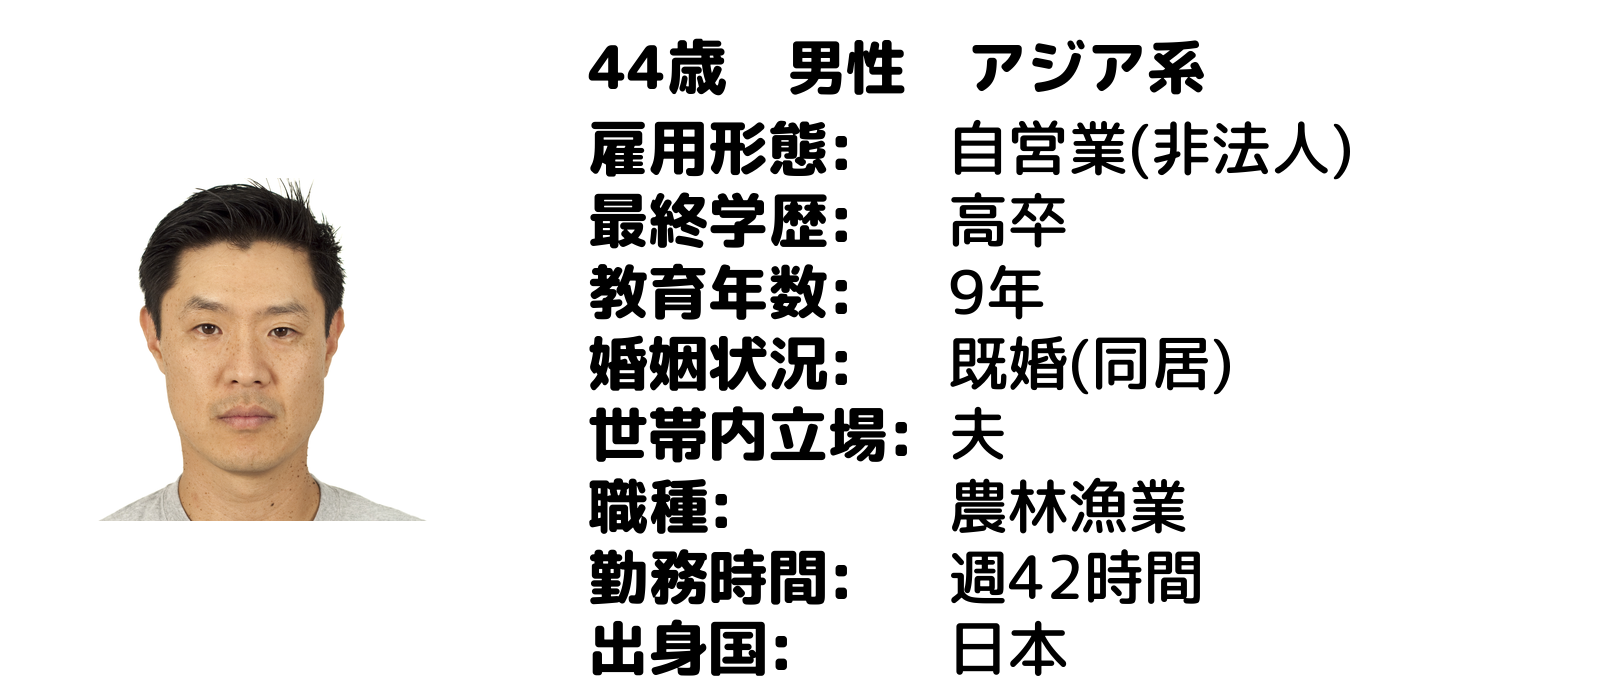 44歳　男性　アジア系
雇用形態:　自営業(非法人)
最終学歴:　高卒
教育年数:　9年
婚姻状況:　既婚(同居)
世帯内立場:　夫
職種:　農林漁業
勤務時間:　週42時間
出身国:　日本